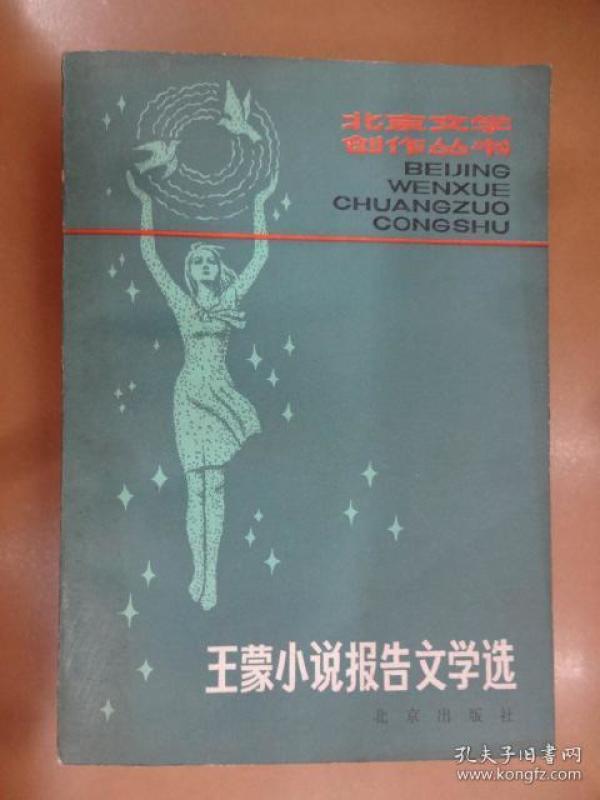 北京文学
创作丛书
BEIJING
WENXUE
CHUANGZUO
CONGSHU
王蒙小说报告文学选
北京出版社
孔夫子旧书网
www.kongfz.com